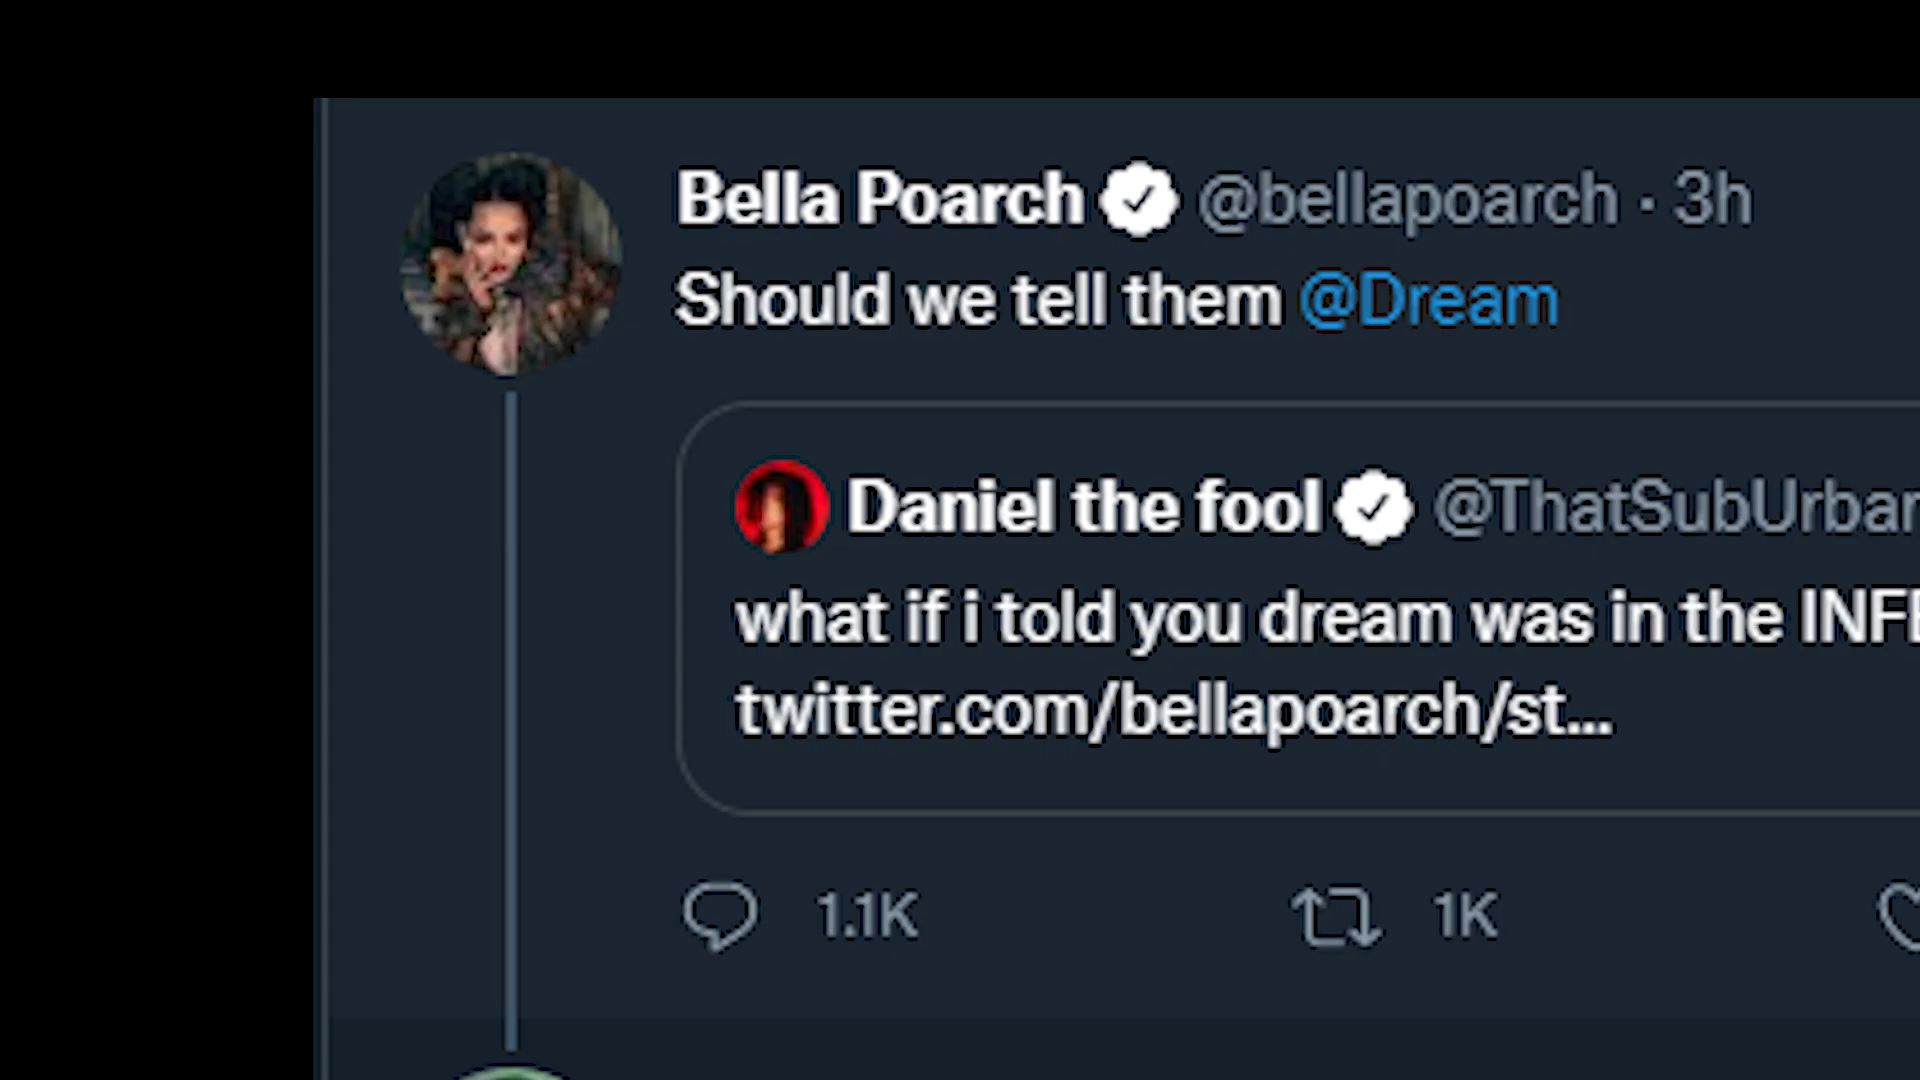 Bella Poarch @bellapoarch · 3h
Should we tell them @Dream
Daniel the fool @ThatSubUrban
what if i told you dream was in the
twitter.com/bellapoarch/st...
1.1K 1K